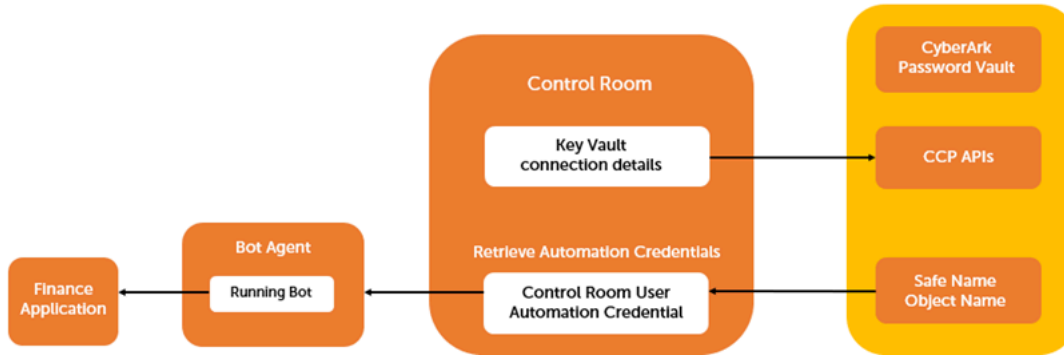 CyberArk
Password Vault
Control Room
Key Vault
connection details
CCP APIs
Bot Agent
Retrieve Automation Credentials
Finance
Application
Running Bot
Control Room User
Automation Credential
Safe Name
Object Name